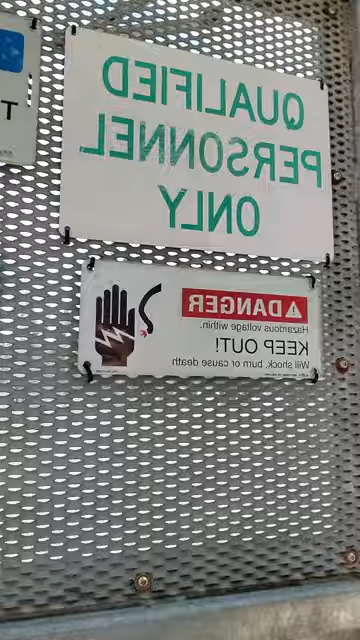 QUALIFIED
PERSONNEL
ONLY
DANGER
Hazardous voltage within.
KEEP OUT!
Will shock, burn or cause death
T